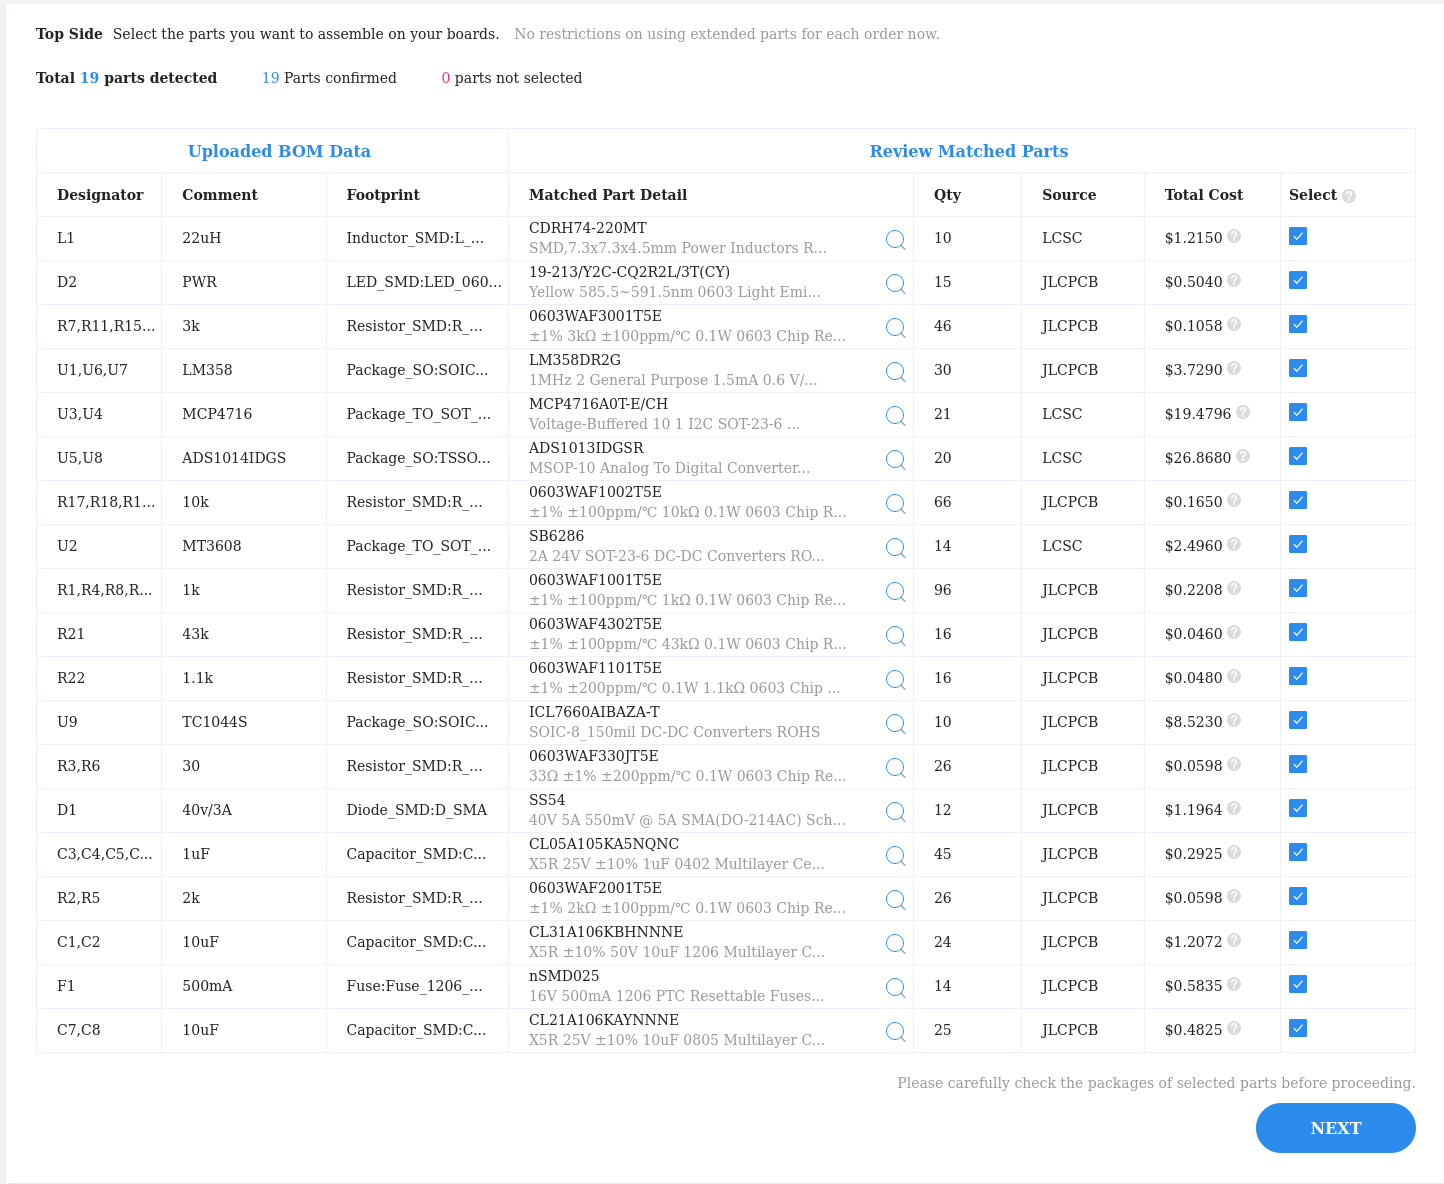 Top Side Select the parts you want to assemble on your boards. No restrictions on using extended parts for each order now.
Total 19 parts detected 19 Parts confirmed 0 parts not selected
Uploaded BOM Data Review Matched Parts
Designator Comment Footprint Matched Part Detail Qty Source Total Cost Select ?
L1 22uH Inductor_SMD:L_... CDRH74-220MT 10 LCSC $1.2150 ?
SMD,7.3x7.3x4.5mm Power Inductors R...
D2 PWR LED_SMD:LED_060... 19-213/Y2C-CQ2R2L/3T(CY) 15 JLCPCB $0.5040 ?
Yellow 585.5~591.5nm 0603 Light Emi...
R7,R11,R15... 3k Resistor_SMD:R_... 0603WAF3001T5E 46 JLCPCB $0.1058 ?
±1% 3kΩ ±100ppm/℃ 0.1W 0603 Chip Re...
U1,U6,U7 LM358 Package_SO:SOIC... LM358DR2G 30 JLCPCB $3.7290 ?
1MHz 2 General Purpose 1.5mA 0.6 V/...
U3,U4 MCP4716 Package_TO_SOT_... MCP4716A0T-E/CH 21 LCSC $19.4796 ?
Voltage-Buffered 10 1 I2C SOT-23-6 ...
U5,U8 ADS1014IDGS Package_SO:TSSO... ADS1013IDGSR 20 LCSC $26.8680 ?
MSOP-10 Analog To Digital Converter...
R17,R18,R1... 10k Resistor_SMD:R_... 0603WAF1002T5E 66 JLCPCB $0.1650 ?
±1% ±100ppm/℃ 10kΩ 0.1W 0603 Chip R...
U2 MT3608 Package_TO_SOT_... SB6286 14 LCSC $2.4960 ?
2A 24V SOT-23-6 DC-DC Converters RO...
R1,R4,R8,R... 1k Resistor_SMD:R_... 0603WAF1001T5E 96 JLCPCB $0.2208 ?
±1% ±100ppm/℃ 1kΩ 0.1W 0603 Chip Re...
R21 43k Resistor_SMD:R_... 0603WAF4302T5E 16 JLCPCB $0.0460 ?
±1% ±100ppm/℃ 43kΩ 0.1W 0603 Chip R...
R22 1.1k Resistor_SMD:R_... 0603WAF1101T5E 16 JLCPCB $0.0480 ?
±1% ±200ppm/℃ 0.1W 1.1kΩ 0603 Chip ...
U9 TC1044S Package_SO:SOIC... ICL7660AIBAZA-T 10 JLCPCB $8.5230 ?
SOIC-8_150mil DC-DC Converters ROHS
R3,R6 30 Resistor_SMD:R_... 0603WAF330JT5E 26 JLCPCB $0.0598 ?
33Ω ±1% ±200ppm/℃ 0.1W 0603 Chip Re...
D1 40v/3A Diode_SMD:D_SMA SS54 12 JLCPCB $1.1964 ?
40V 5A 550mV @ 5A SMA(DO-214AC) Sch...
C3,C4,C5,C... 1uF Capacitor_SMD:C... CL05A105KA5NQNC 45 JLCPCB $0.2925 ?
X5R 25V ±10% 1uF 0402 Multilayer Ce...
R2,R5 2k Resistor_SMD:R_... 0603WAF2001T5E 26 JLCPCB $0.0598 ?
±1% 2kΩ ±100ppm/℃ 0.1W 0603 Chip Re...
C1,C2 10uF Capacitor_SMD:C... CL31A106KBHNNNE 24 JLCPCB $1.2072 ?
X5R ±10% 50V 10uF 1206 Multilayer C...
F1 500mA Fuse:Fuse_1206_... nSMD025 14 JLCPCB $0.5835 ?
16V 500mA 1206 PTC Resettable Fuses...
C7,C8 10uF Capacitor_SMD:C... CL21A106KAYNNNE 25 JLCPCB $0.4825 ?
X5R 25V ±10% 10uF 0805 Multilayer C...
Please carefully check the packages of selected parts before proceeding.
NEXT